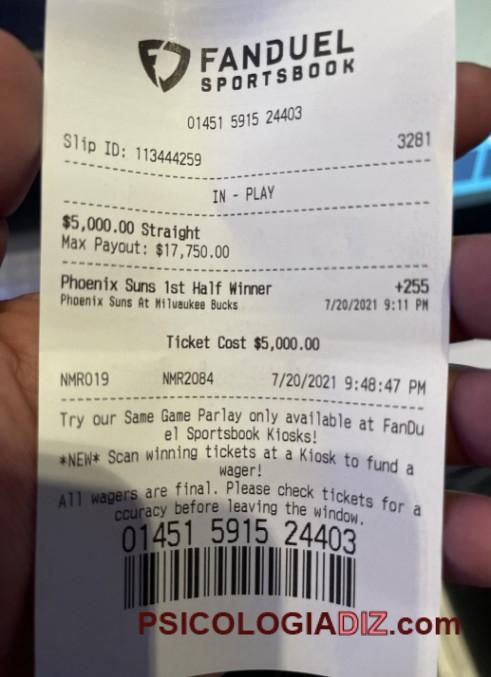 FANDUEL
SPORTSBOOK
01451 5915 24403
Slip ID: 113444259 3281
IN - PLAY
$5,000.00 Straight
Max Payout: $17,750.00
Phoenix Suns 1st Half Winner +255
Phoenix Suns At Milwaukee Bucks 7/20/2021 9:11 PM
Ticket Cost $5,000.00
NMR019 NMR2084 7/20/2021 9:48:47 PM
Try our Same Game Parlay only available at FanDu
el Sportsbook Kiosks!
*NEW* Scan winning tickets at a Kiosk to fund a
wager!
All wagers are final. Please check tickets for a
ccuracy before leaving the window.
01451 5915 24403
PSICOLOGIADIZ.com